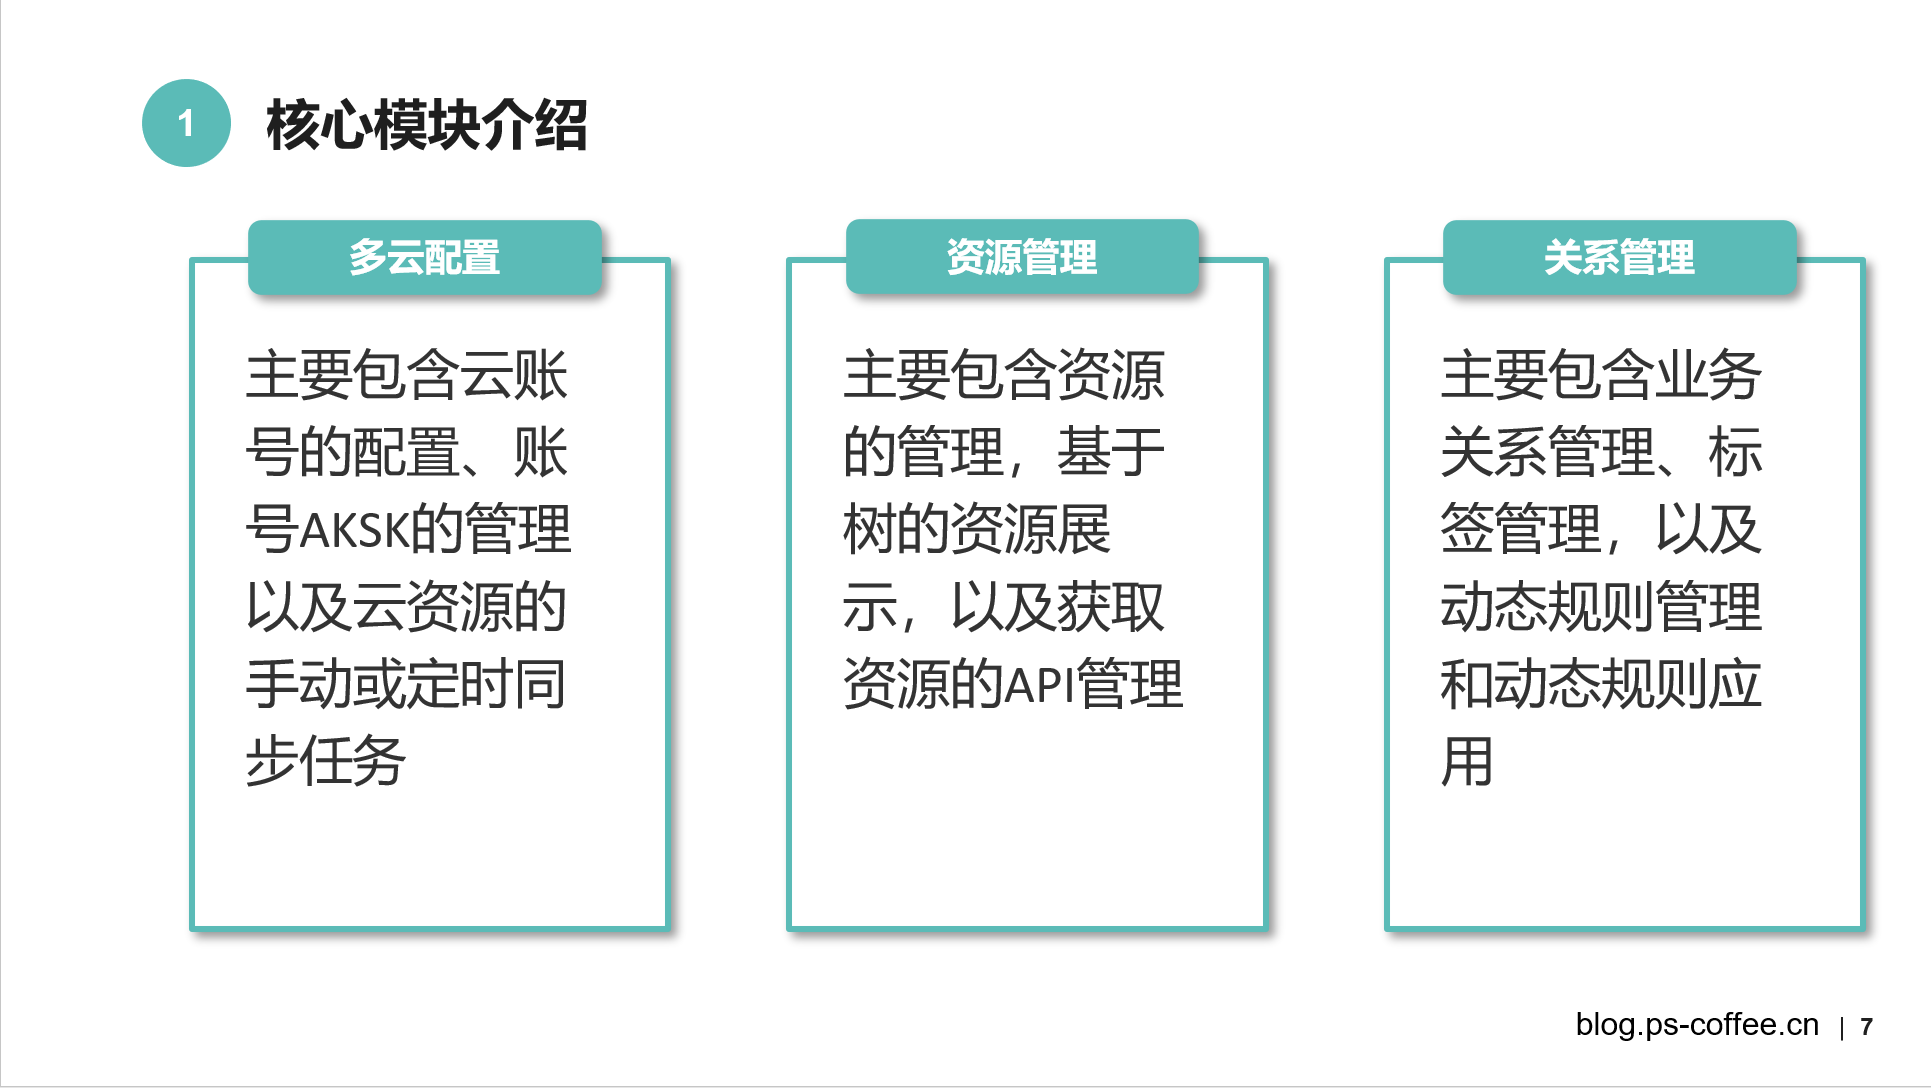 1
核心模块介绍
多云配置
主要包含云账
号的配置、账
号AKSK的管理
以及云资源的
手动或定时同
步任务
资源管理
主要包含资源
的管理，基于
树的资源展
示，以及获取
资源的API管理
关系管理
主要包含业务
关系管理、标
签管理，以及
动态规则管理
和动态规则应
用
blog.ps-coffee.cn | 7